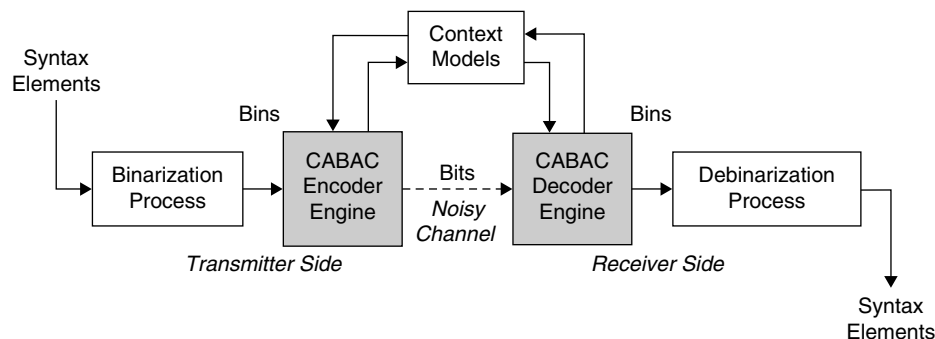 Context
Models
Syntax
Elements
Bins
Bins
Binarization
Process
CABAC
Encoder
Engine
Bits
Noisy
Channel
CABAC
Decoder
Engine
Debinarization
Process
Transmitter Side
Receiver Side
Syntax
Elements